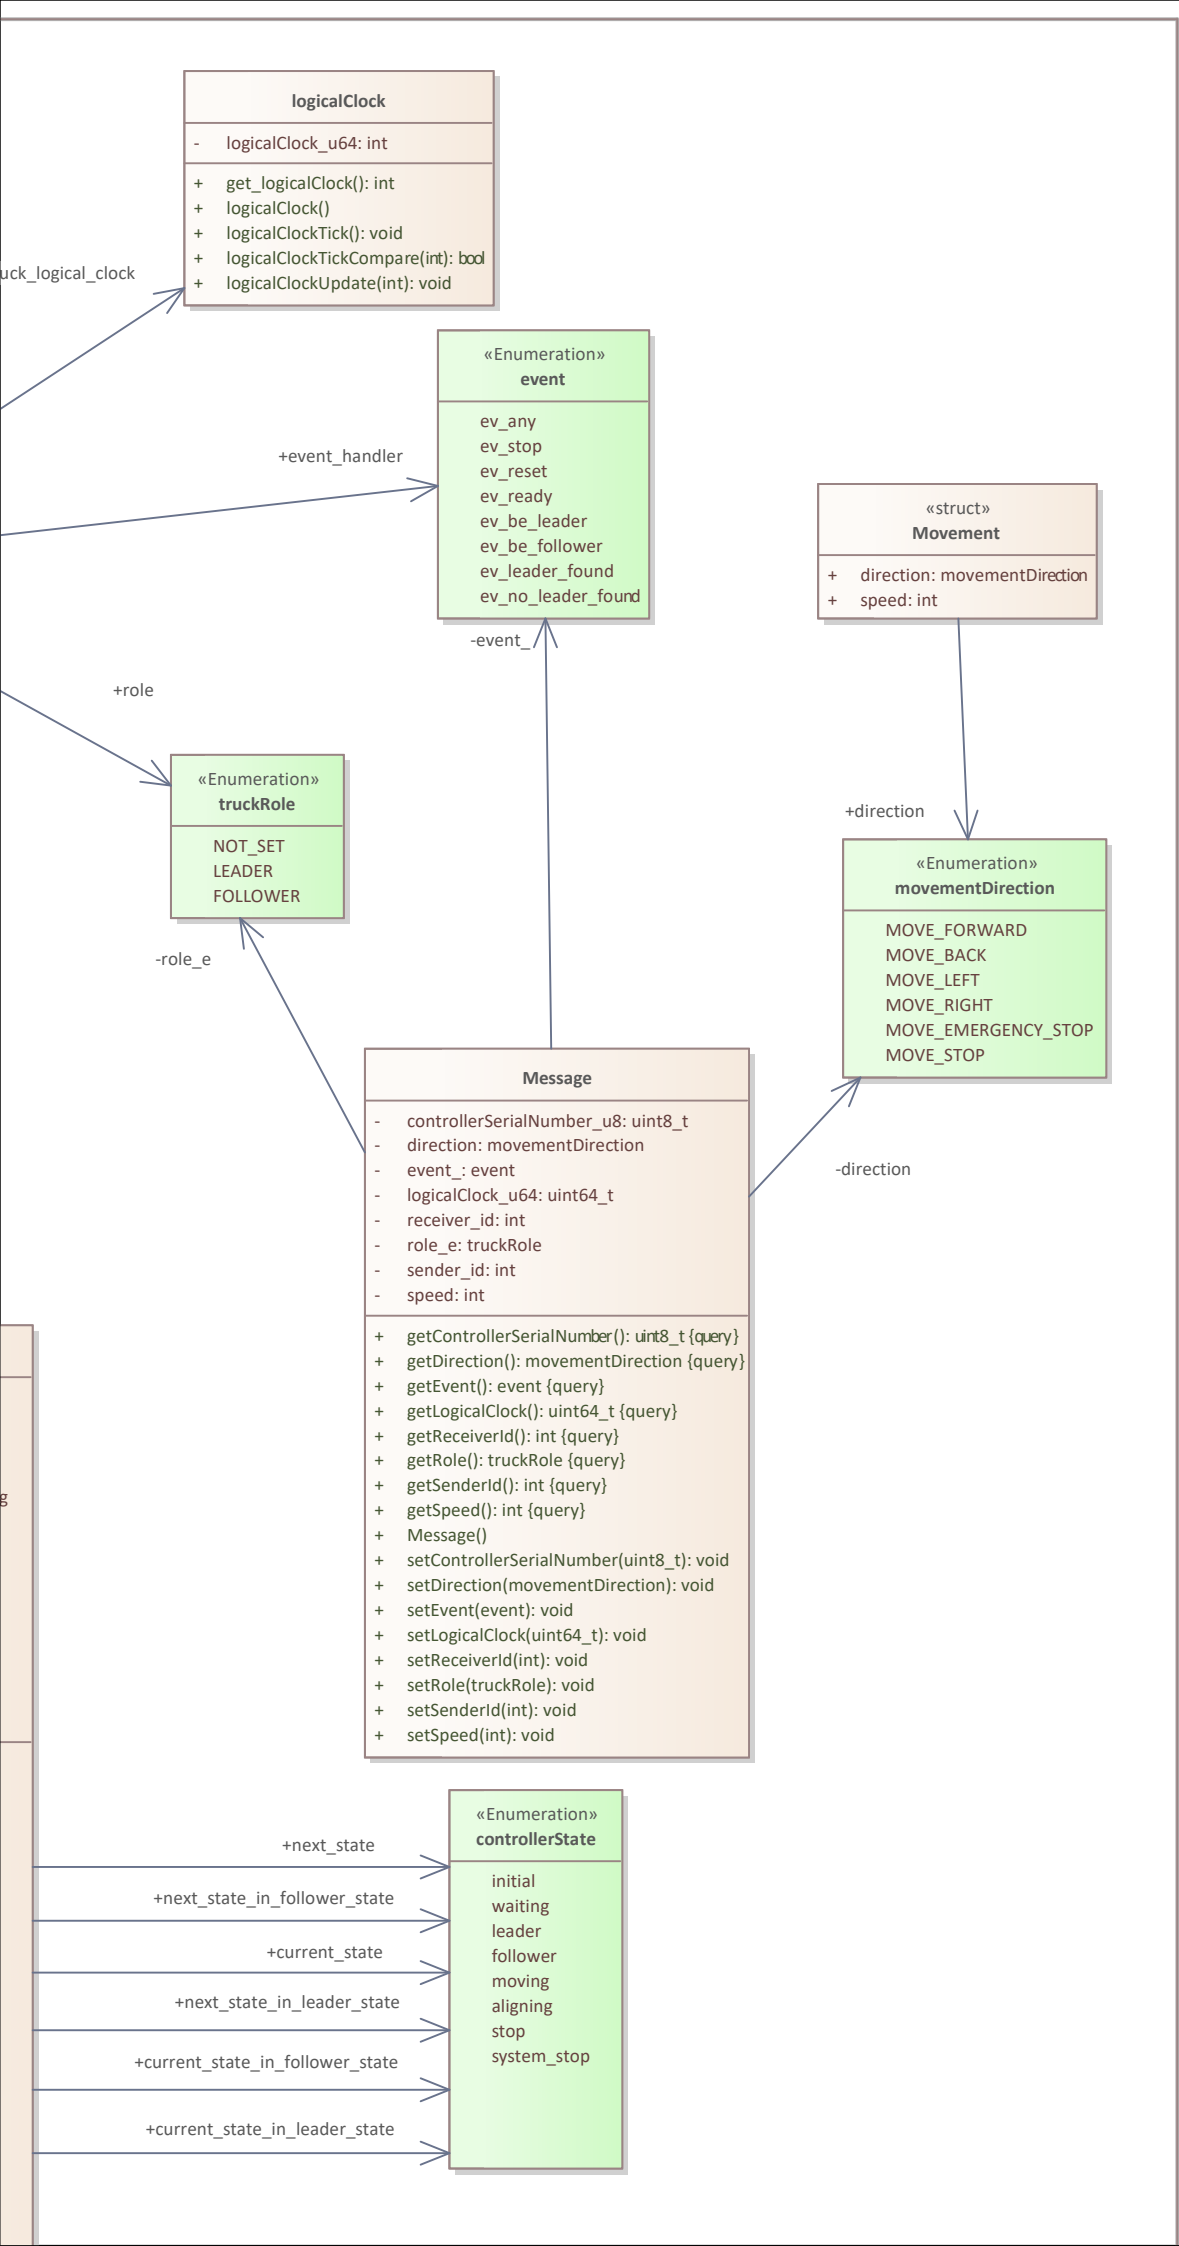 logicalClock
- logicalClock_u64: int
+ get_logicalClock(): int
+ logicalClock()
+ logicalClockTick(): void
+ logicalClockTickCompare(int): bool
+ logicalClockUpdate(int): void
uck_logical_clock
«Enumeration»
event
ev_any
ev_stop
ev_reset
ev_ready
ev_be_leader
ev_be_follower
ev_leader_found
ev_no_leader_found
+event_handler
«struct»
Movement
+ direction: movementDirection
+ speed: int
-event_
+role
«Enumeration»
truckRole
NOT_SET
LEADER
FOLLOWER
+direction
«Enumeration»
movementDirection
MOVE_FORWARD
MOVE_BACK
MOVE_LEFT
MOVE_RIGHT
MOVE_EMERGENCY_STOP
MOVE_STOP
-role_e
-direction
Message
- controllerSerialNumber_u8: uint8_t
- direction: movementDirection
- event_: event
- logicalClock_u64: uint64_t
- receiver_id: int
- role_e: truckRole
- sender_id: int
- speed: int
+ getControllerSerialNumber(): uint8_t {query}
+ getDirection(): movementDirection {query}
+ getEvent(): event {query}
+ getLogicalClock(): uint64_t {query}
+ getReceiverId(): int {query}
+ getRole(): truckRole {query}
+ getSenderId(): int {query}
+ getSpeed(): int {query}
+ Message()
+ setControllerSerialNumber(uint8_t): void
+ setDirection(movementDirection): void
+ setEvent(event): void
+ setLogicalClock(uint64_t): void
+ setReceiverId(int): void
+ setRole(truckRole): void
+ setSenderId(int): void
+ setSpeed(int): void
g
«Enumeration»
controllerState
initial
waiting
leader
follower
moving
aligning
stop
system_stop
+next_state
+next_state_in_follower_state
+current_state
+next_state_in_leader_state
+current_state_in_follower_state
+current_state_in_leader_state